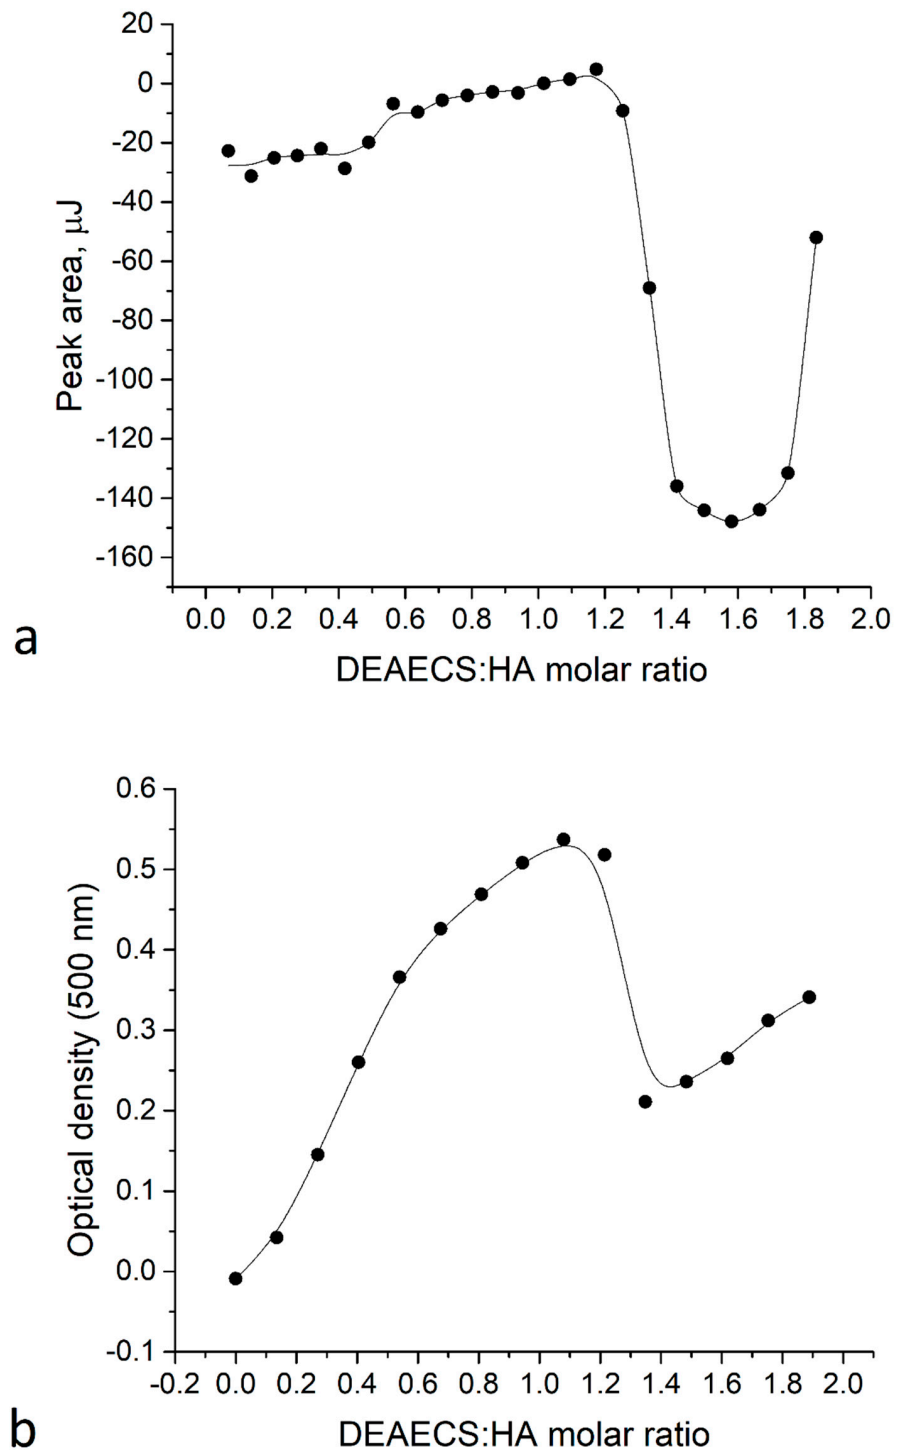 20
0
-20
-40
-60
-80
-100
-120
-140
-160
Peak area, μJ
0.0 0.2 0.4 0.6 0.8 1.0 1.2 1.4 1.6 1.8 2.0
a
DEAECS:HA molar ratio
0.6
0.5
0.4
0.3
0.2
0.1
0.0
-0.1
Optical density (500 nm)
-0.2 0.0 0.2 0.4 0.6 0.8 1.0 1.2 1.4 1.6 1.8 2.0
b
DEAECS:HA molar ratio